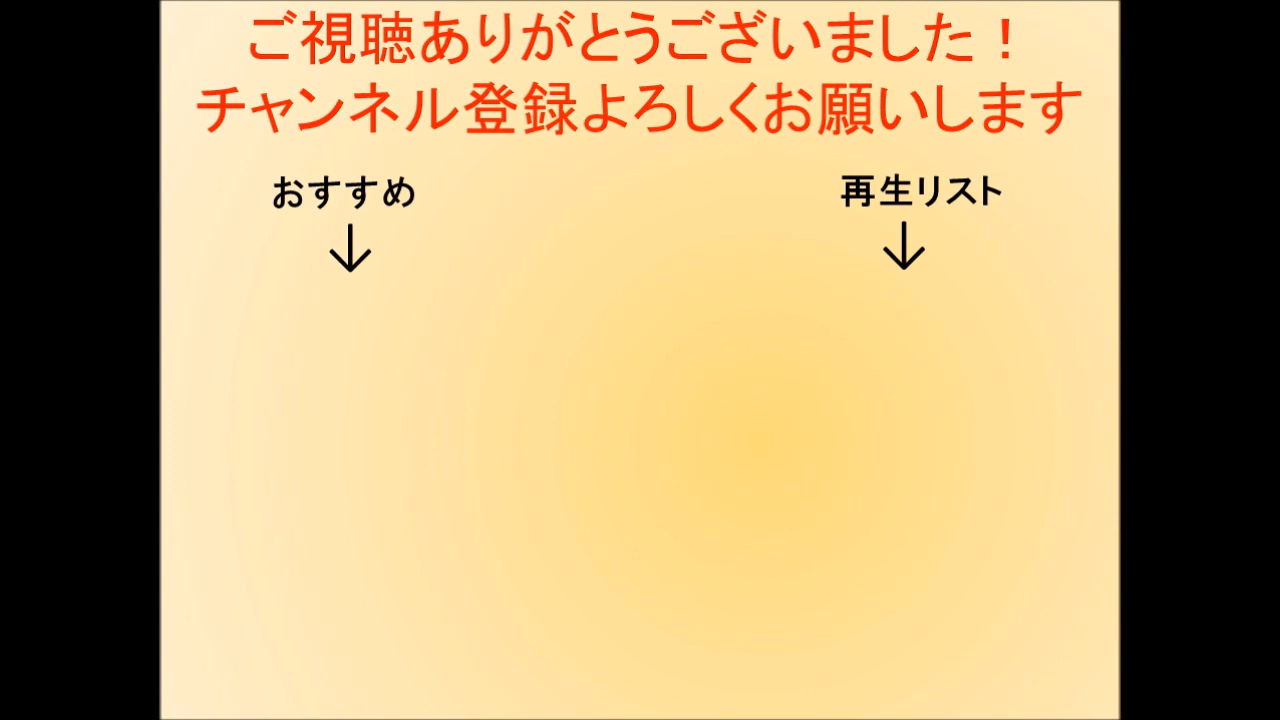 ご視聴ありがとうございました！
チャンネル登録よろしくお願いします
おすすめ
再生リスト
↓
↓